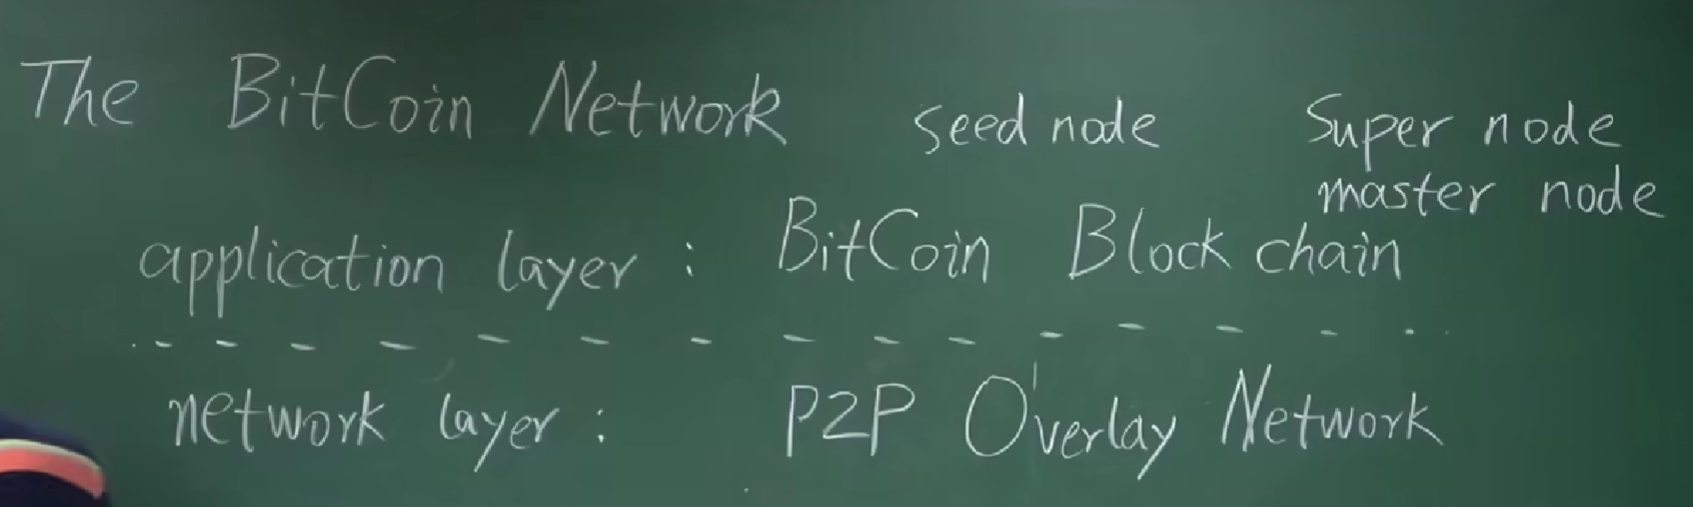 The BitCoin Network seed node Super node
master node
application layer : BitCoin Block chain
network layer : P2P Overlay Network